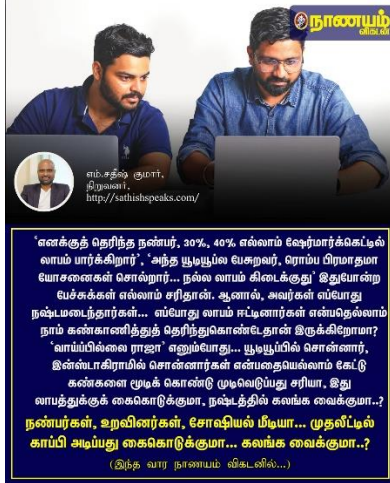 நாணயம்
விகடன்
எம்.சதீஷ் குமார்,
நிறுவனர்,
http://sathishspeaks.com/
‘எனக்குத் தெரிந்த நண்பர், 30%, 40% எல்லாம் ஷேர்மார்க்கெட்டில்
லாபம் பார்க்கிறார்’, ‘அந்த யூடியூப்ல பேசுறவர், ரொம்ப பிரமாதமா
யோசனைகள் சொல்றார்... நல்ல லாபம் கிடைக்குது’ இதுபோன்ற
பேச்சுக்கள் எல்லாம் சரிதான். ஆனால், அவர்கள் எப்போது
நஷ்டமடைந்தார்கள்... எப்போது லாபம் ஈட்டினார்கள் என்பதெல்லாம்
நாம் கண்காணித்துத் தெரிந்துகொண்டேதான் இருக்கிறோமா?
‘வாய்ப்பில்லை ராஜா’ எனும்போது... யூடியூப்பில் சொன்னார்,
இன்ஸ்டாகிராமில் சொன்னார்கள் என்பதையெல்லாம் கேட்டு
கண்களை மூடிக் கொண்டு முடிவெடுப்பது சரியா, இது
லாபத்துக்குக் கைகொடுக்குமா, நஷ்டத்தில் கலங்க வைக்குமா..?
நண்பர்கள், உறவினர்கள், சோஷியல் மீடியா... முதலீட்டில்
காப்பி அடிப்பது கைகொடுக்குமா... கலங்க வைக்குமா..?
(இந்த வார நாணயம் விகடனில்...)